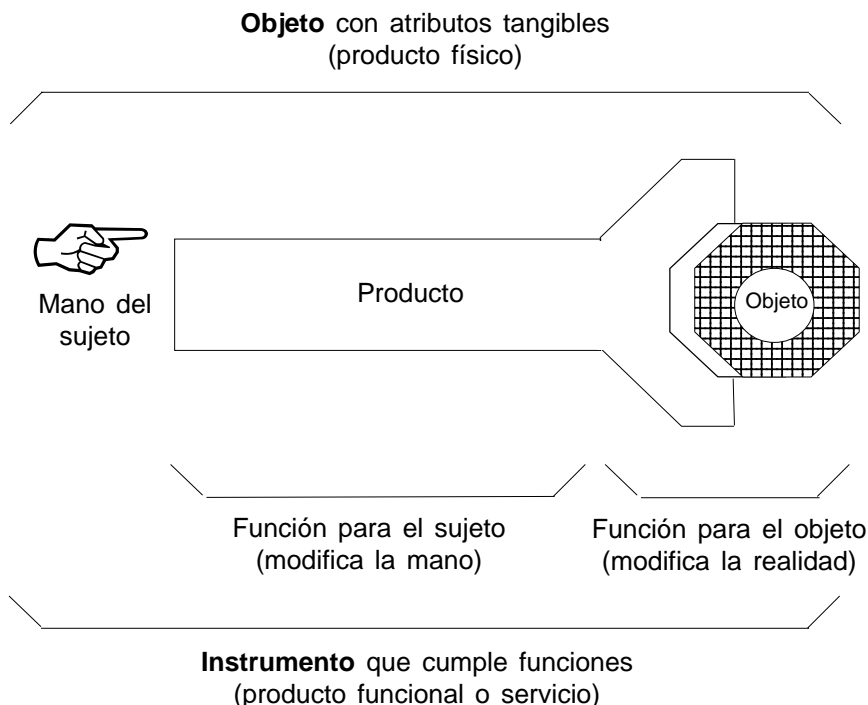 Objeto con atributos tangibles
(producto físico)
Mano del
sujeto
Producto
Objeto
Función para el sujeto
(modifica la mano)
Función para el objeto
(modifica la realidad)
Instrumento que cumple funciones
(producto funcional o servicio)